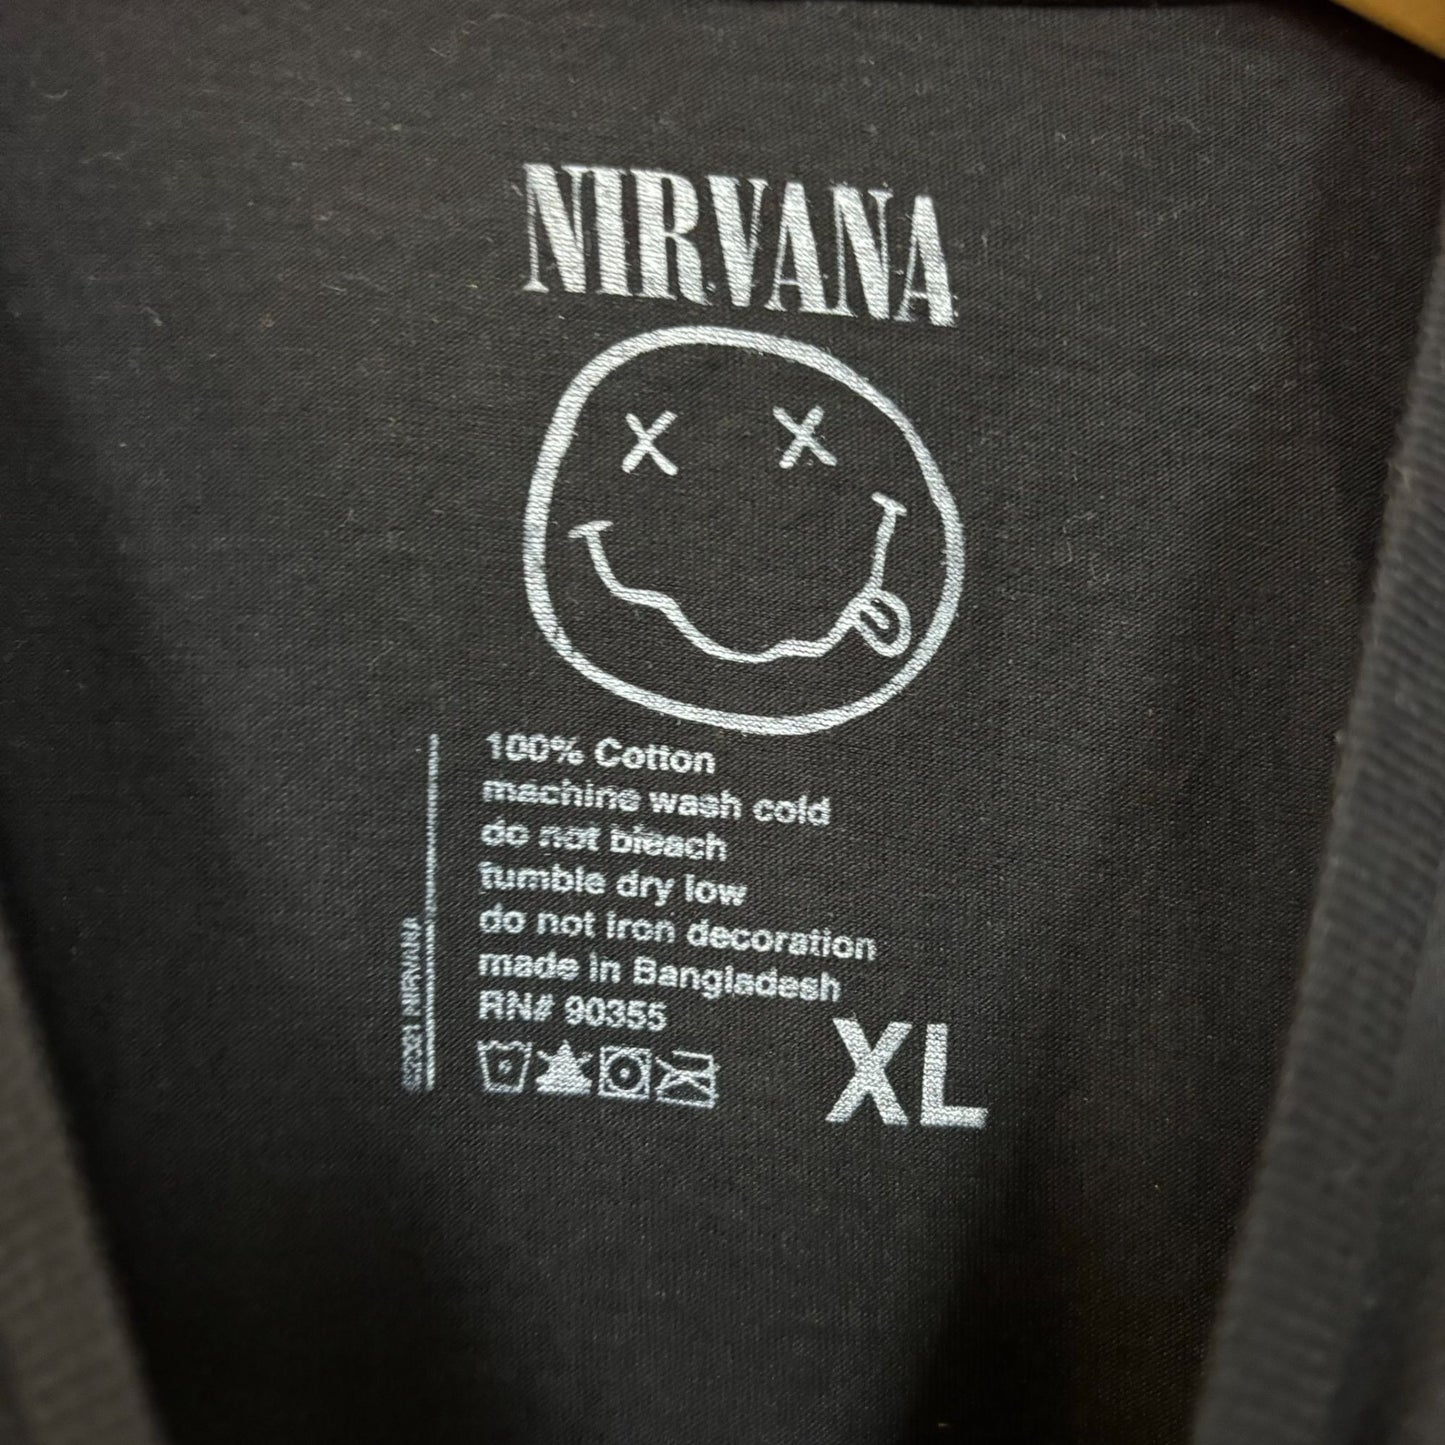 NIRVANA
100% Cotton
machine wash cold
do not bleach
tumble dry low
do not iron decoration
made in Bangladesh
RN# 90355
XL
NIRVANA